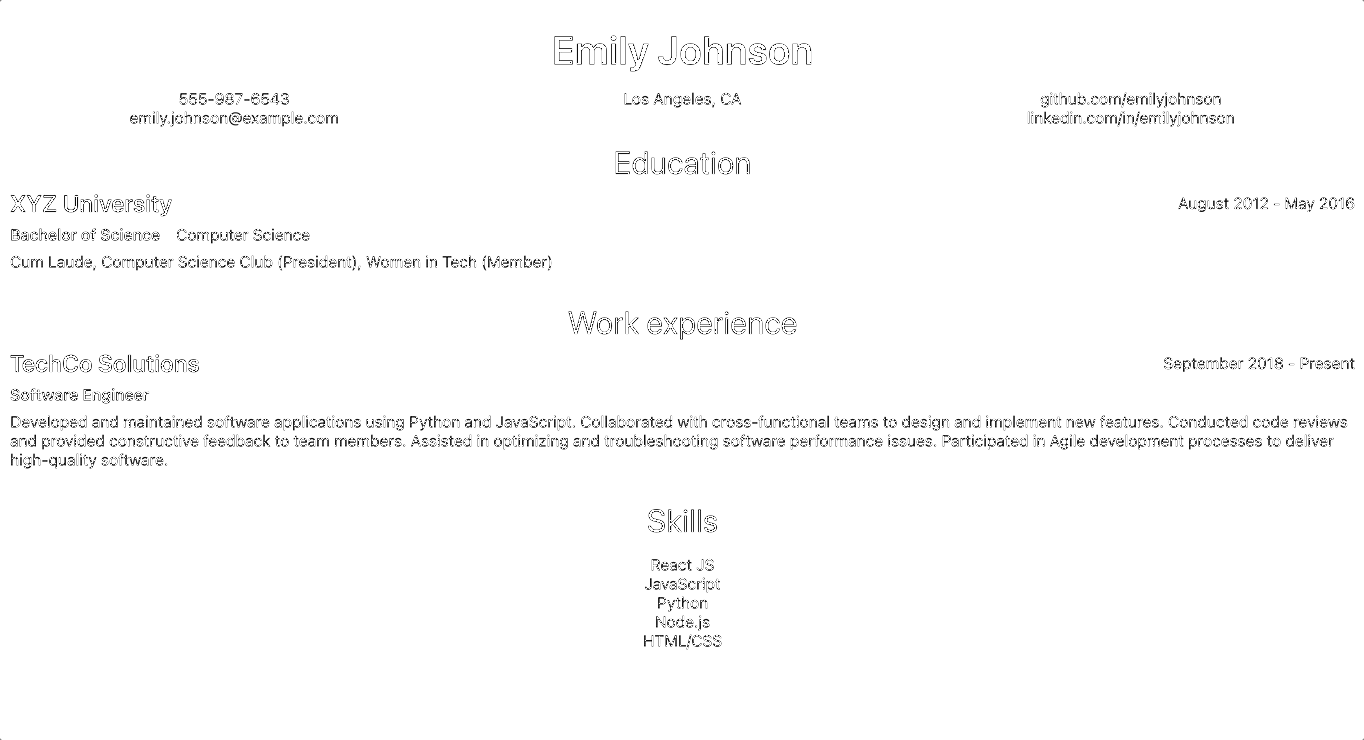 Emily Johnson
555-987-6543
emily.johnson@example.com
Los Angeles, CA
github.com/emilyjohnson
linkedin.com/in/emilyjohnson
Education
XYZ University
August 2012 - May 2016
Bachelor of Science Computer Science
Cum Laude, Computer Science Club (President), Women in Tech (Member)
Work experience
TechCo Solutions
September 2018 - Present
Software Engineer
Developed and maintained software applications using Python and JavaScript. Collaborated with cross-functional teams to design and implement new features. Conducted code reviews
and provided constructive feedback to team members. Assisted in optimizing and troubleshooting software performance issues. Participated in Agile development processes to deliver
high-quality software.
Skills
React JS
JavaScript
Python
Node.js
HTML/CSS